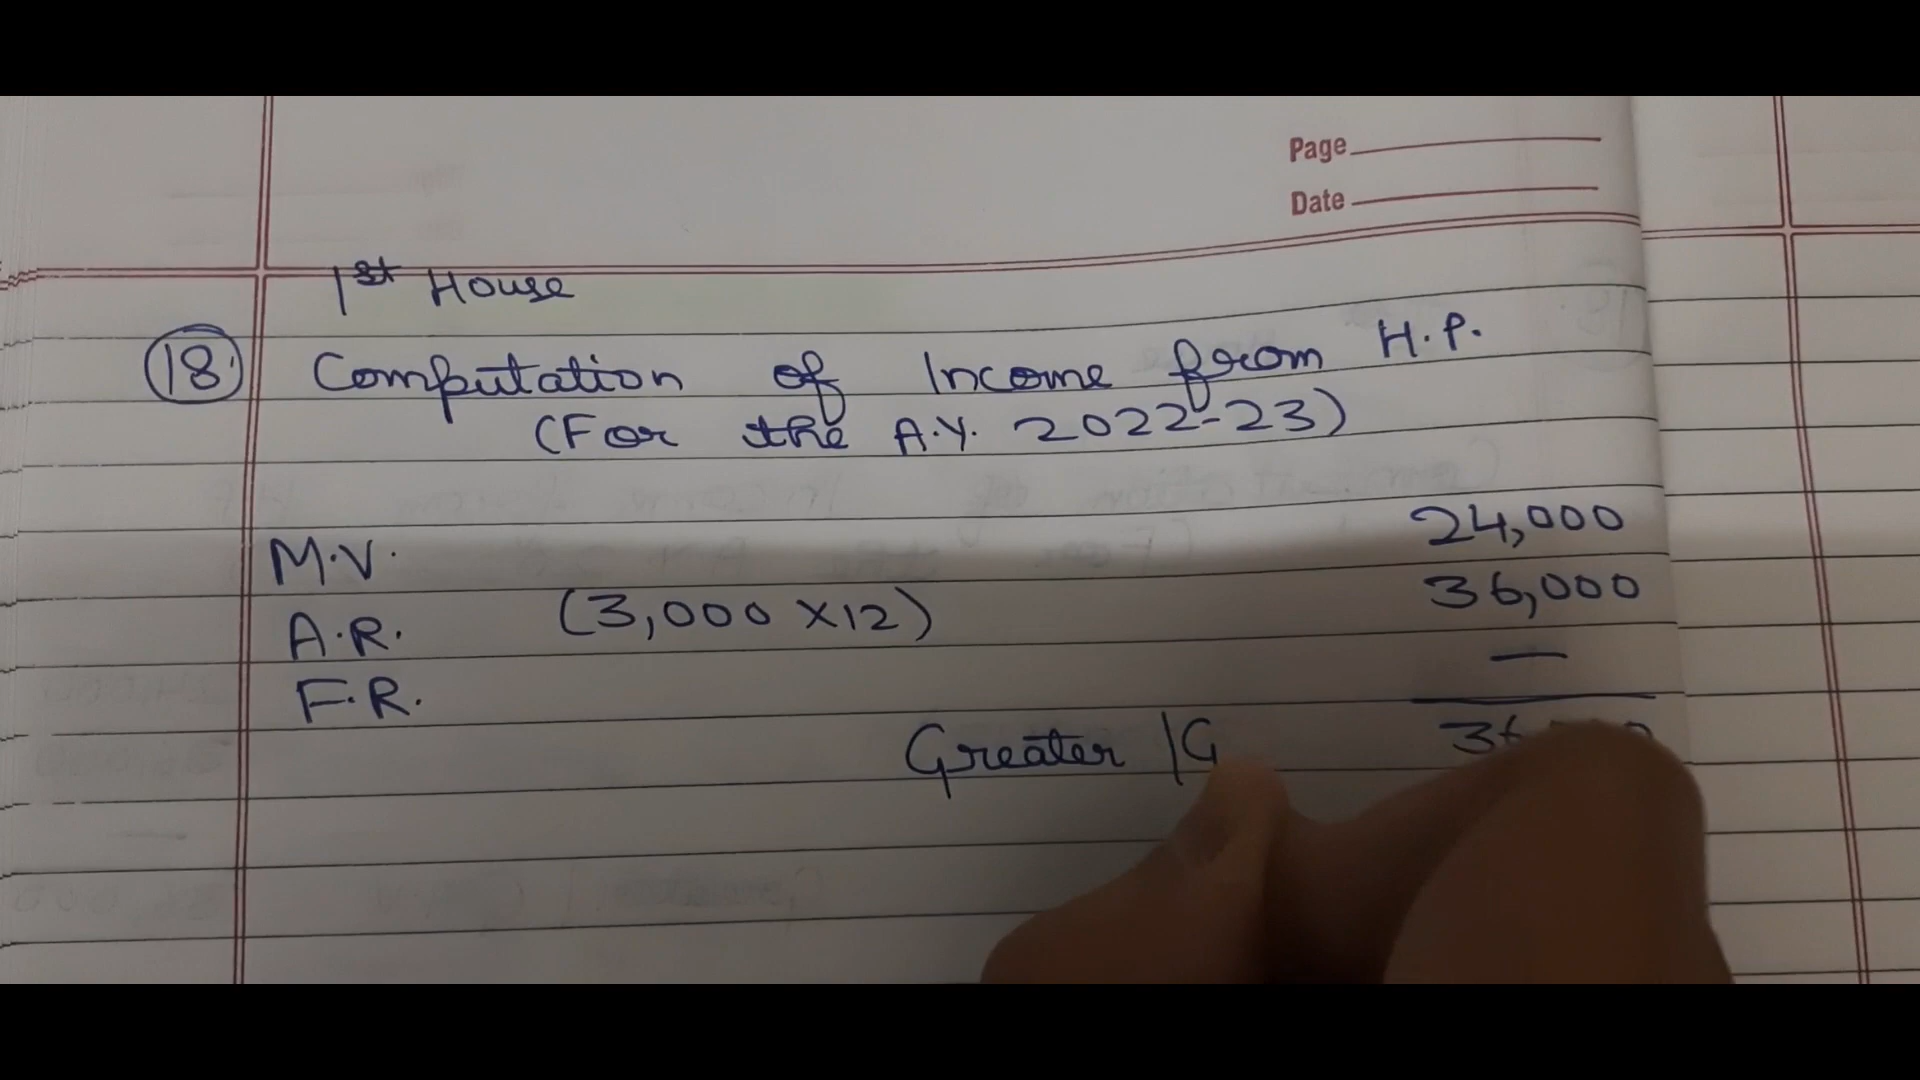 Page
Date
1st House
18. Computation of Income from H.P.
(For the A.Y. 2022-23)
M.V. 24,000
A.R. (3,000 x12) 36,000
F.R. —
Greater /G